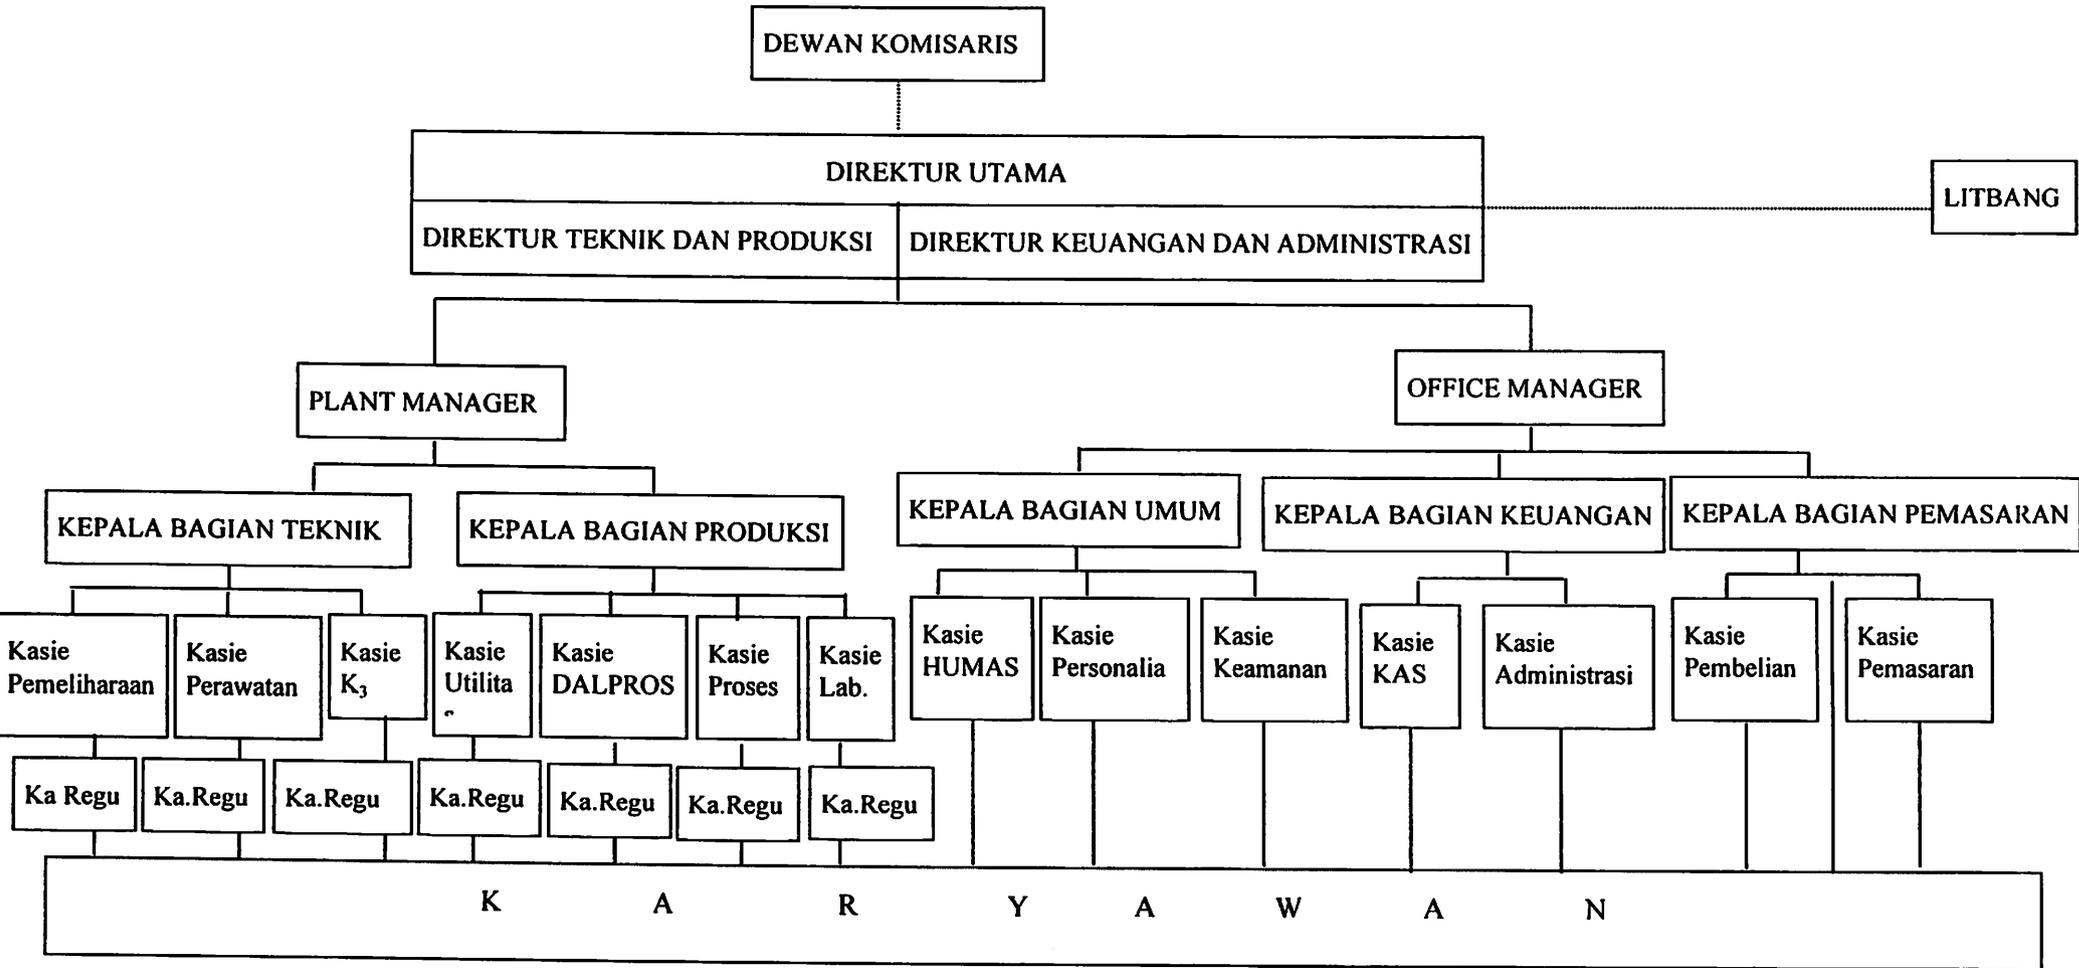 DEWAN KOMISARIS
DIREKTUR UTAMA
LITBANG
DIREKTUR TEKNIK DAN PRODUKSI
DIREKTUR KEUANGAN DAN ADMINISTRASI
PLANT MANAGER
OFFICE MANAGER
KEPALA BAGIAN TEKNIK
KEPALA BAGIAN PRODUKSI
KEPALA BAGIAN UMUM
KEPALA BAGIAN KEUANGAN
KEPALA BAGIAN PEMASARAN
Kasie
Pemeliharaan
Kasie
Perawatan
Kasie
K₃
Kasie
Utilita
Kasie
DALPROS
Kasie
Proses
Kasie
Lab.
Kasie
HUMAS
Kasie
Personalia
Kasie
Keamanan
Kasie
KAS
Kasie
Administrasi
Kasie
Pembelian
Kasie
Pemasaran
Ka Regu
Ka.Regu
Ka.Regu
Ka.Regu
Ka.Regu
Ka.Regu
Ka.Regu
K A R Y A W A N